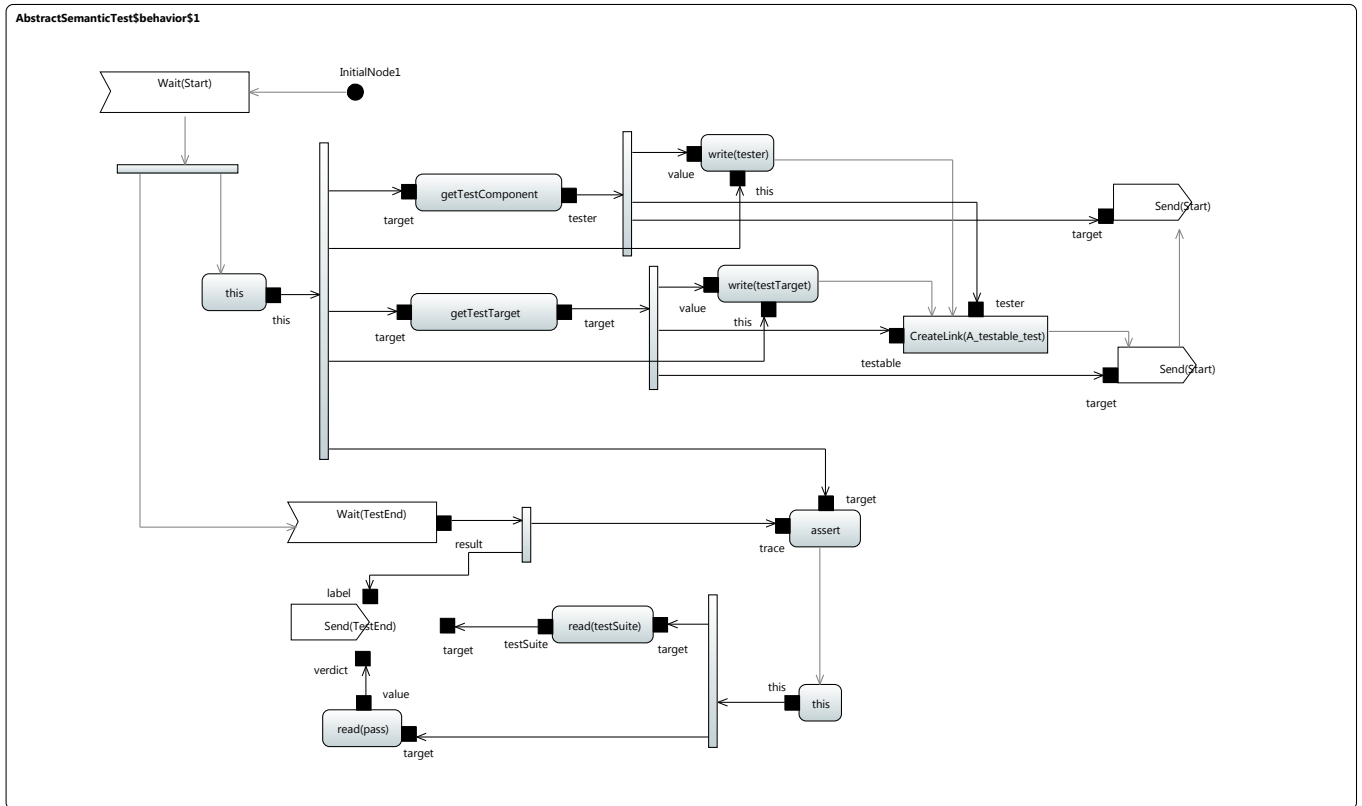 AbstractSemanticTest$behavior$1
InitialNode1
Wait(Start)
write(tester)
value
this
getTestComponent
target
tester
Send(Start)
target
this
this
write(testTarget)
value
this
tester
getTestTarget
target
target
CreateLink(A_testable_test)
testable
Send(Start)
target
target
Wait(TestEnd)
result
assert
trace
label
Send(TestEnd)
read(testSuite)
target
testSuite
target
verdict
value
this
this
read(pass)
target